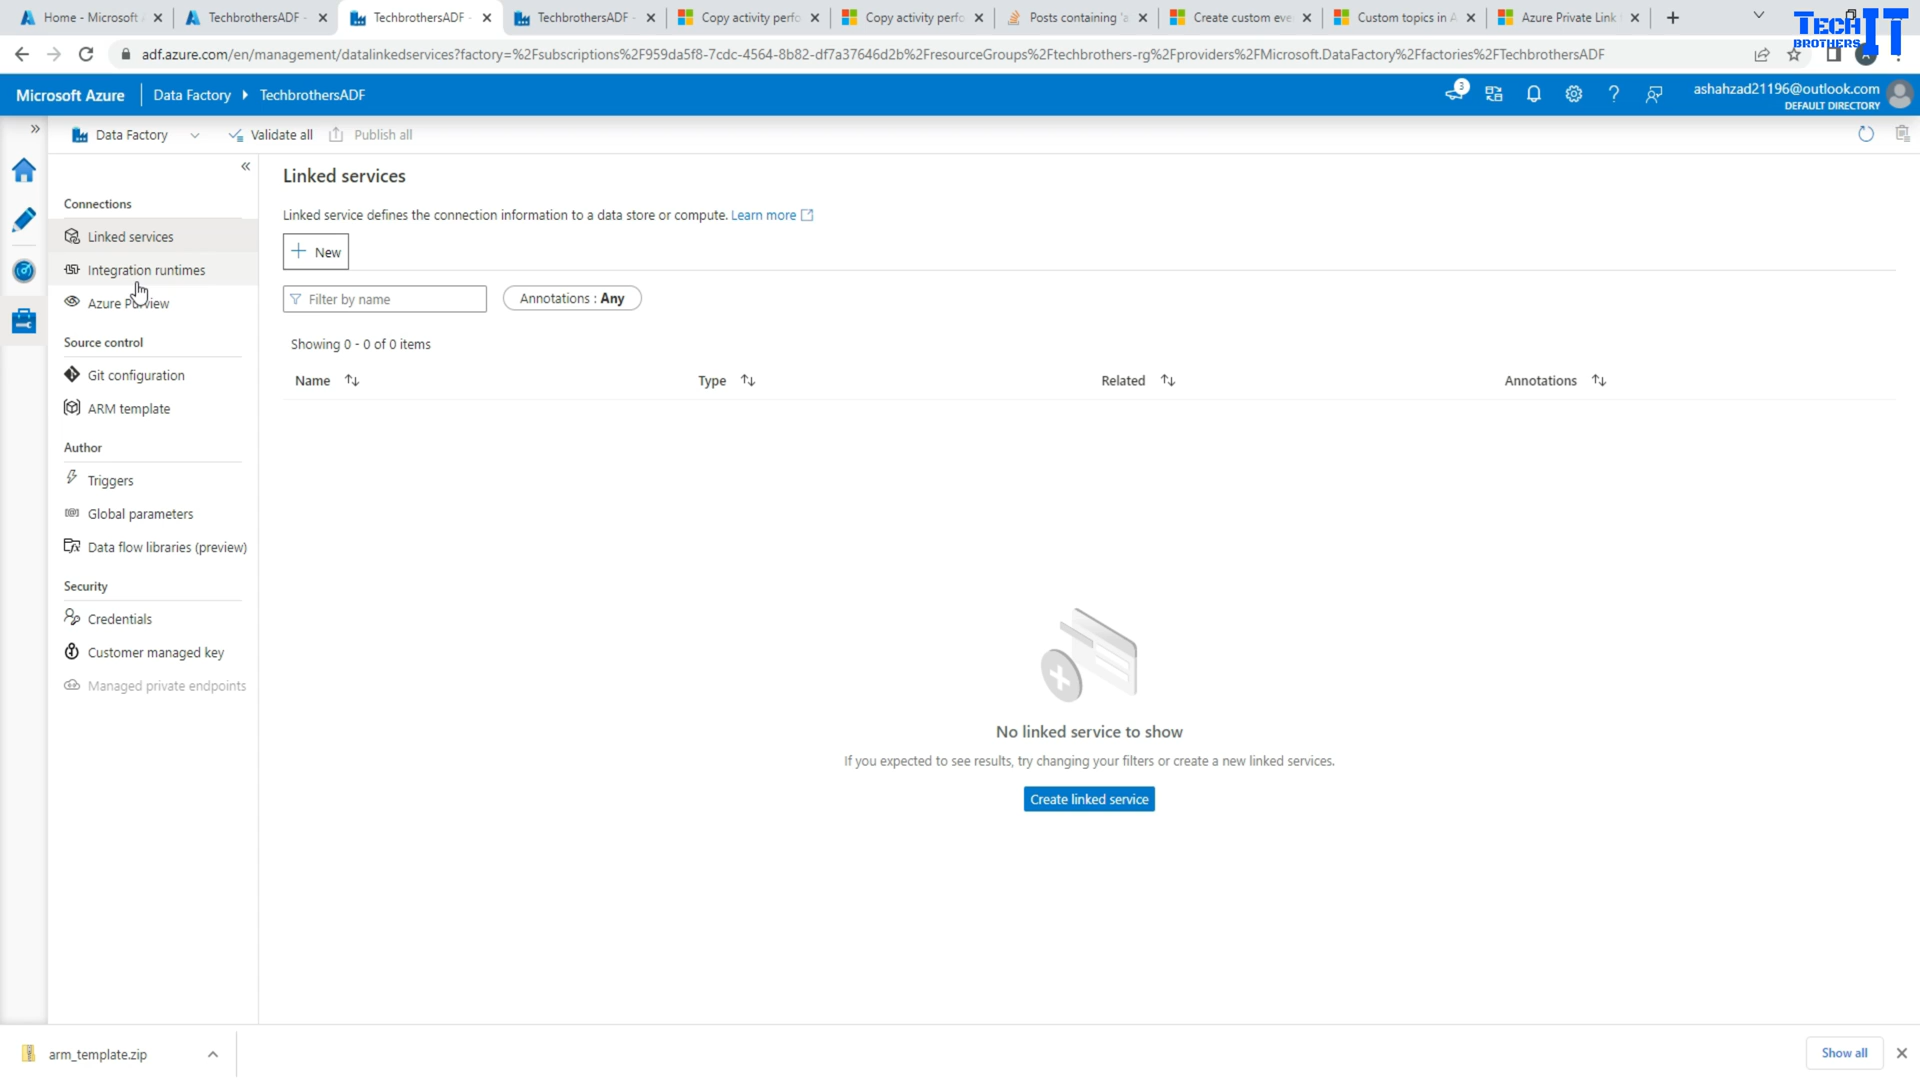 Home - Microsoft A
TechbrothersADF -
TechbrothersADF -
TechbrothersADF -
Copy activity perfo
Copy activity perfo
Posts containing 'a
Create custom eve
Custom topics in A
Azure Private Link
TECH IT
BROTHERS
adf.azure.com/en/management/datalinkedservices?factory=%2Fsubscriptions%2F959da5f8-7cdc-4564-8b82-df7a37646d2b%2FresourceGroups%2Ftechbrothers-rg%2Fproviders%2FMicrosoft.DataFactory%2Ffactories%2FTechbrothersADF
Microsoft Azure
Data Factory
TechbrothersADF
3
ashahzad21196@outlook.com
DEFAULT DIRECTORY
Data Factory
Validate all
Publish all
Connections
Linked services
Integration runtimes
Azure Purview
Source control
Git configuration
ARM template
Author
Triggers
Global parameters
Data flow libraries (preview)
Security
Credentials
Customer managed key
Managed private endpoints
Linked services
Linked service defines the connection information to a data store or compute. Learn more
New
Filter by name
Annotations : Any
Showing 0 - 0 of 0 items
Name
Type
Related
Annotations
No linked service to show
If you expected to see results, try changing your filters or create a new linked services.
Create linked service
arm_template.zip
Show all